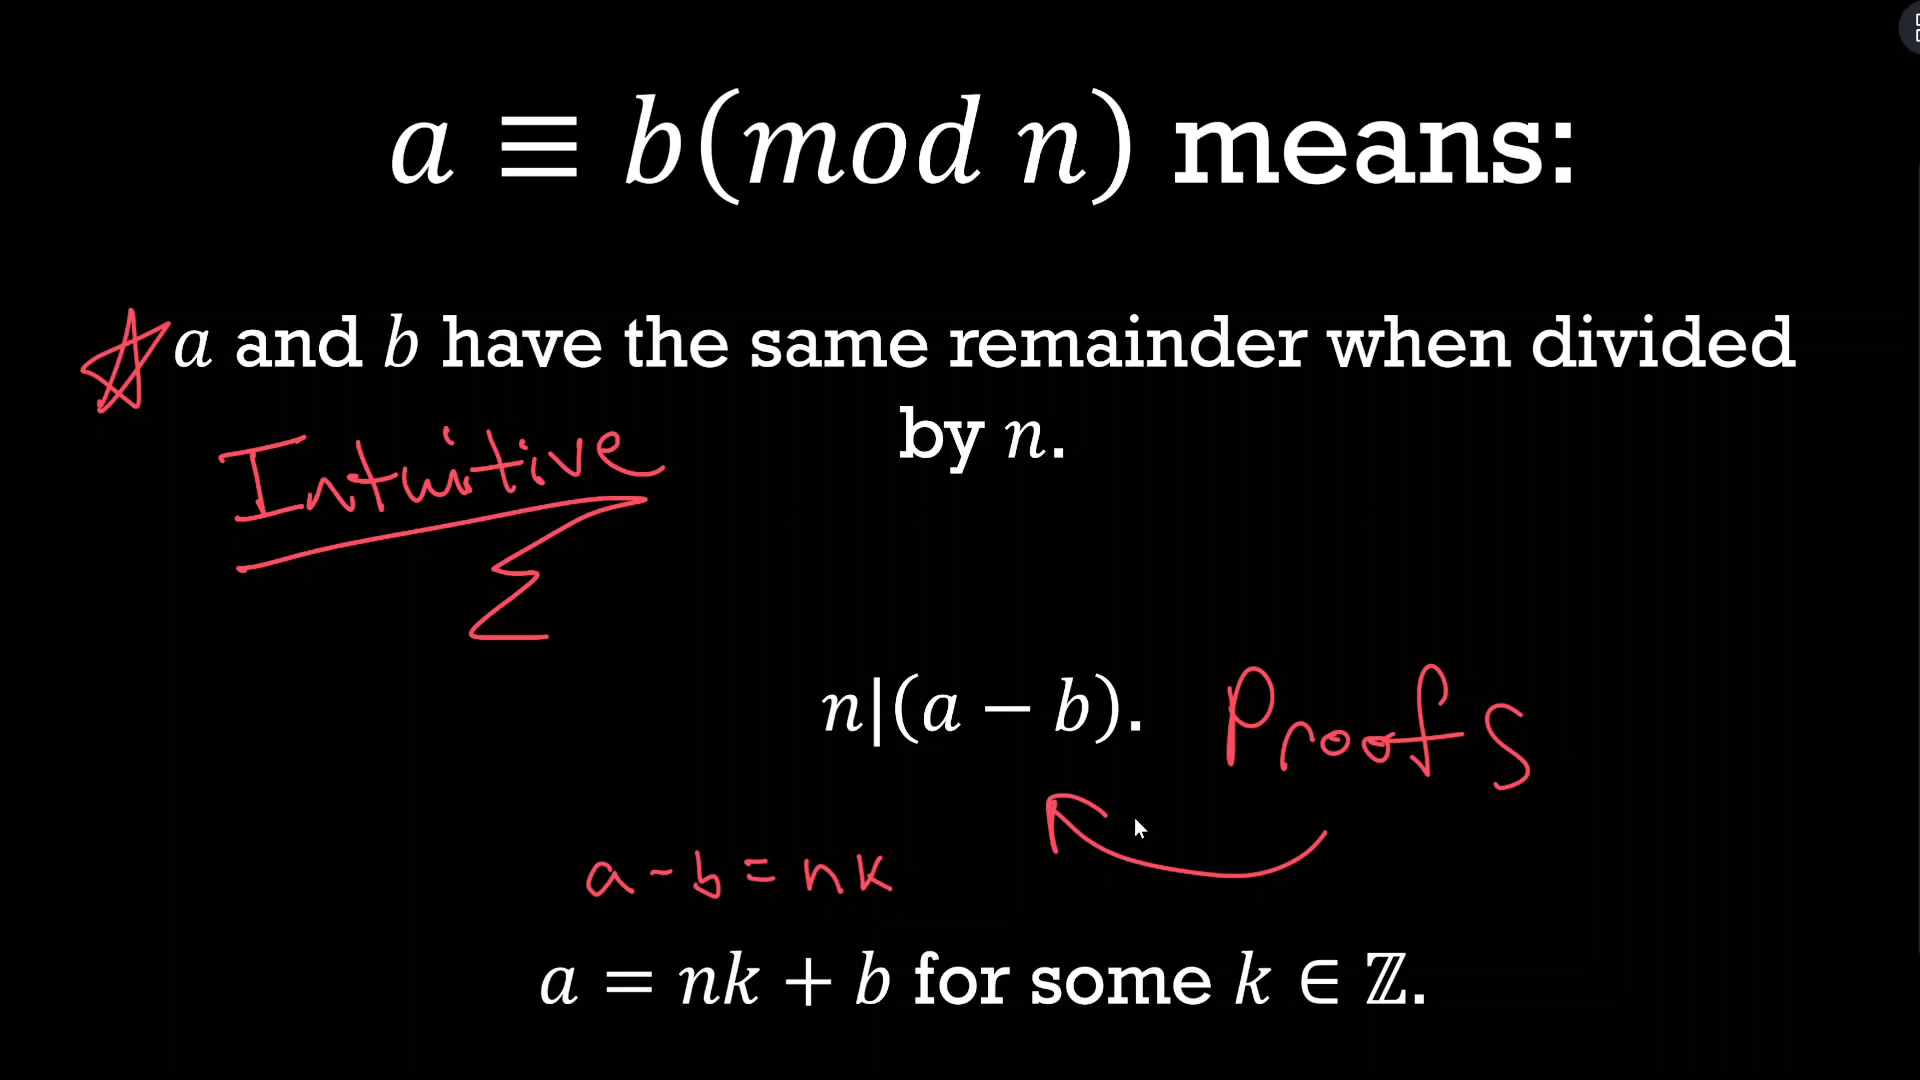 a ≡ b(mod n) means:
a and b have the same remainder when divided
by n.
Intuitive
n|(a − b).
Proofs
a - b = nk
a = nk + b for some k ∈ ℤ.